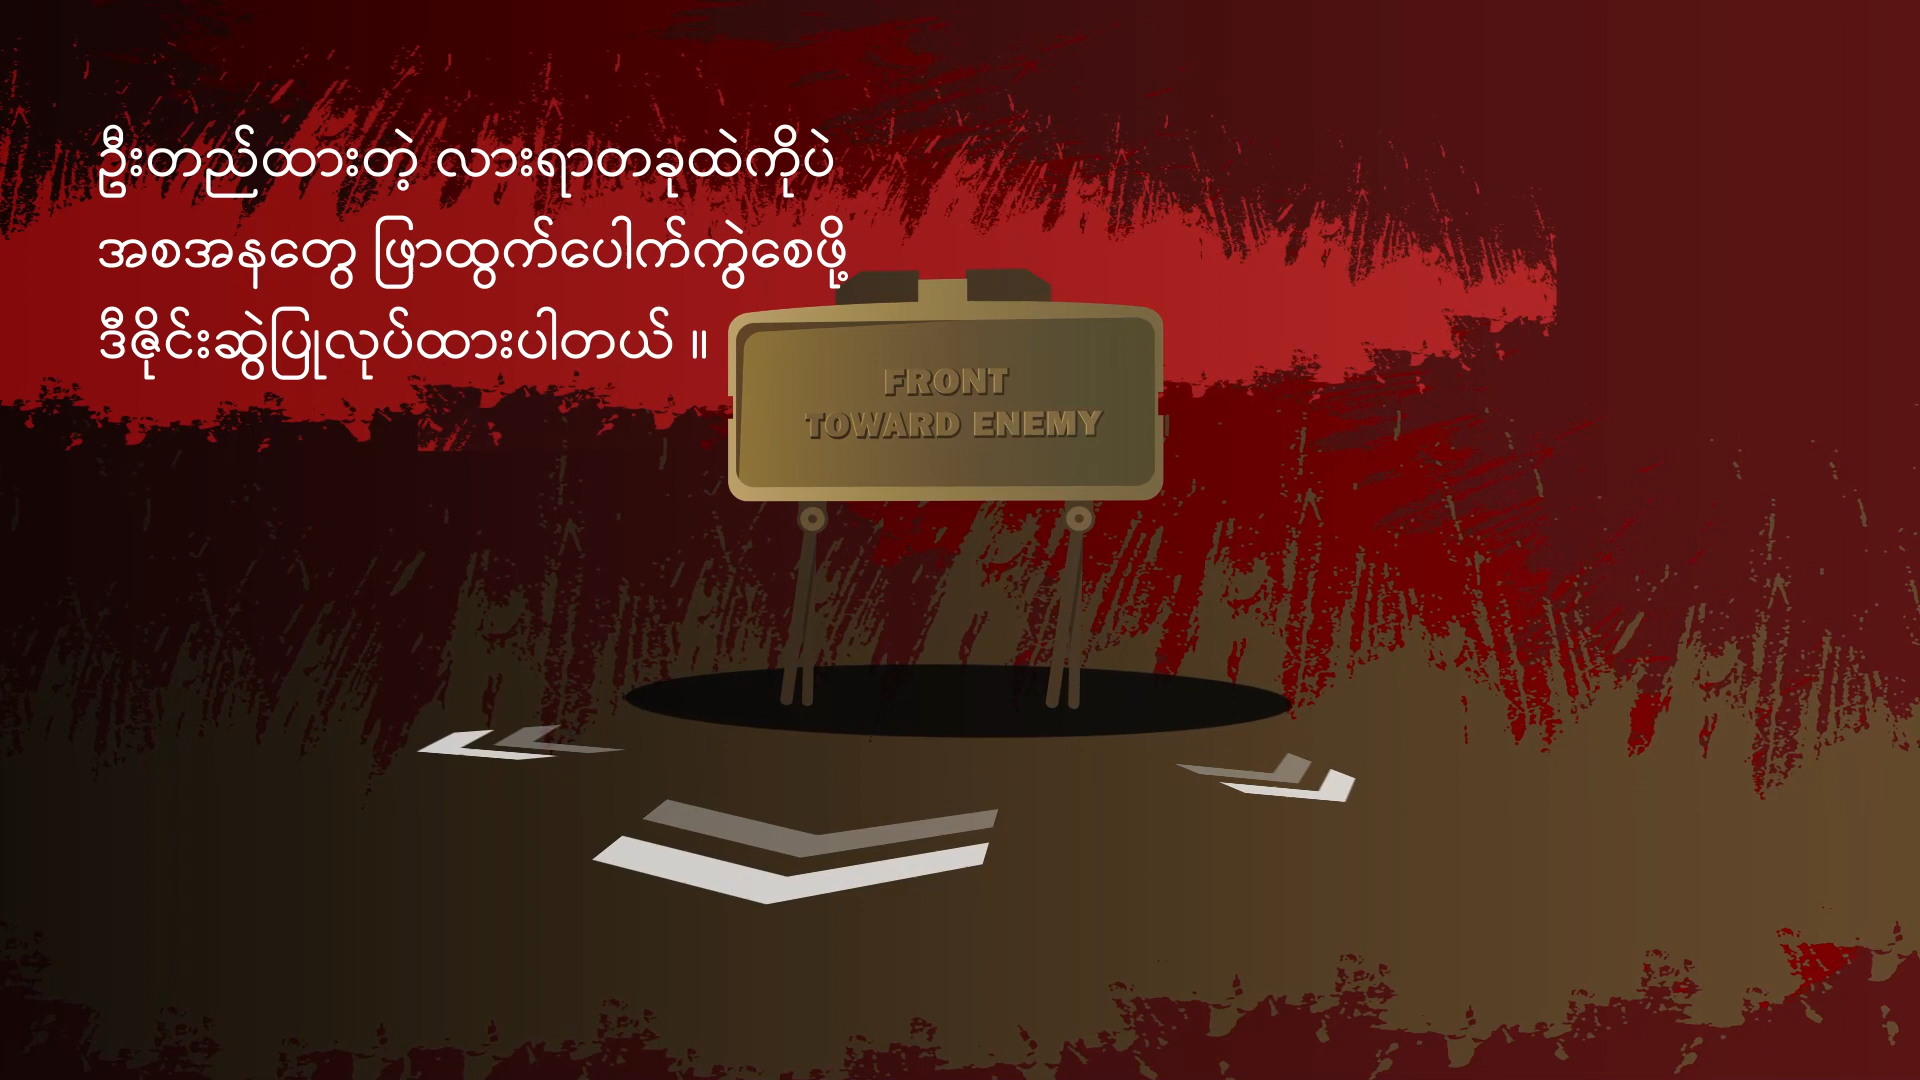 ဦးတည်ထားတဲ့ လားရာတခုထဲကိုပဲ
အစအနတွေ ဖြာထွက်ပေါက်ကွဲစေဖို့
ဒီဇိုင်းဆွဲပြုလုပ်ထားပါတယ် ။
FRONT
TOWARD ENEMY